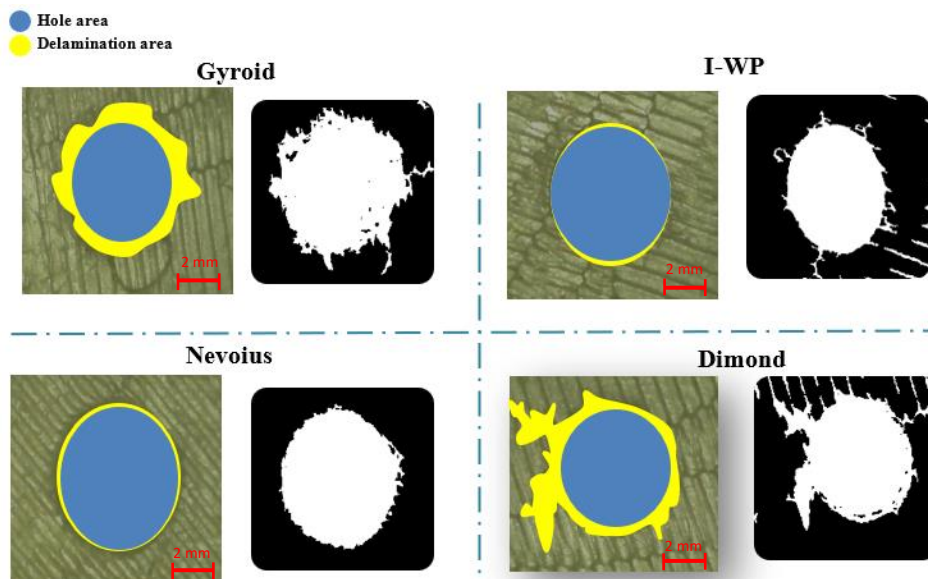 Hole area
Delamination area
Gyroid
I-WP
2 mm
2 mm
Nevoius
Dimond
2 mm
2 mm